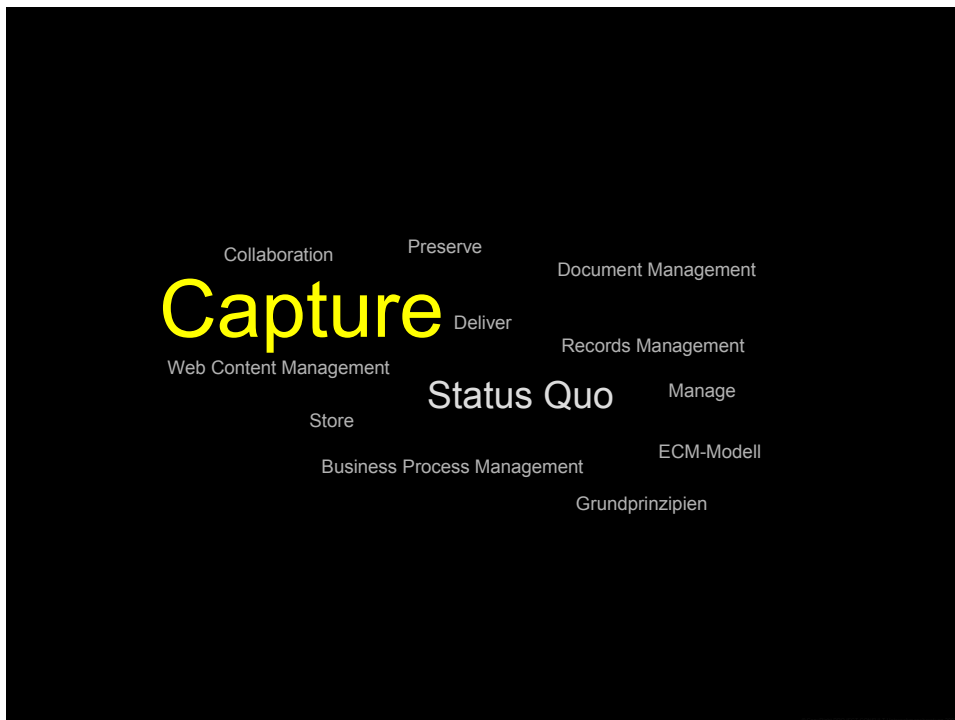 Collaboration
Preserve
Document Management
Capture
Deliver
Records Management
Web Content Management
Status Quo
Manage
Store
ECM-Modell
Business Process Management
Grundprinzipien